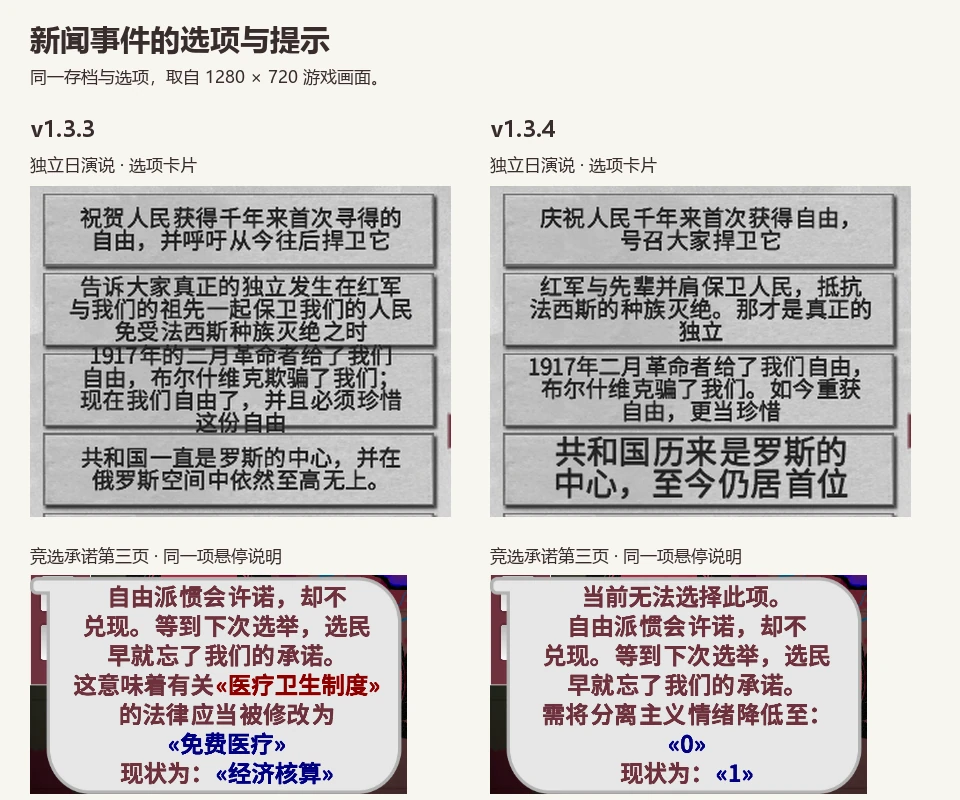 新闻事件的选项与提示
同一存档与选项，取自 1280 × 720 游戏画面。
v1.3.3
独立日演说 · 选项卡片
祝贺人民获得千年来首次寻得的
自由，并呼吁从今往后捍卫它
告诉大家真正的独立发生在红军
与我们的祖先一起保卫我们的人民
免受法西斯种族灭绝之时
1917年的二月革命者给了我们
自由，布尔什维克欺骗了我们；
现在我们自由了，并且必须珍惜
这份自由
共和国一直是罗斯的中心，并在
俄罗斯空间中依然至高无上。
竞选承诺第三页 · 同一项悬停说明
自由派惯会许诺，却不
兑现。等到下次选举，选民
早就忘了我们的承诺。
这意味着有关«医疗卫生制度»
的法律应当被修改为
«免费医疗»
现状为：«经济核算»
v1.3.4
独立日演说 · 选项卡片
庆祝人民千年来首次获得自由，
号召大家捍卫它
红军与先辈并肩保卫人民，抵抗
法西斯的种族灭绝。那才是真正的
独立
1917年二月革命者给了我们自由，
布尔什维克骗了我们。如今重获
自由，更当珍惜
共和国历来是罗斯的
中心，至今仍居首位
竞选承诺第三页 · 同一项悬停说明
当前无法选择此项。
自由派惯会许诺，却不
兑现。等到下次选举，选民
早就忘了我们的承诺。
需将分离主义情绪降低至：
«0»
现状为：«1»